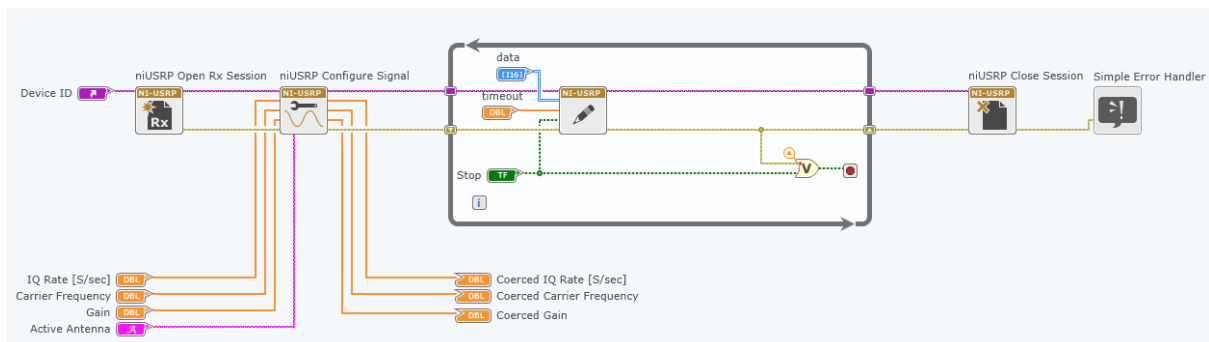 data
niUSRP Open Rx Session
niUSRP Configure Signal
niUSRP Close Session
Simple Error Handler
[I16]
Device ID
NI-USRP
Rx
NI-USRP
timeout
DBL
NI-USRP
NI-USRP
Stop
TF
V
i
IQ Rate [S/sec]
DBL
DBL
Coerced IQ Rate [S/sec]
Carrier Frequency
DBL
DBL
Coerced Carrier Frequency
Gain
DBL
DBL
Coerced Gain
Active Antenna